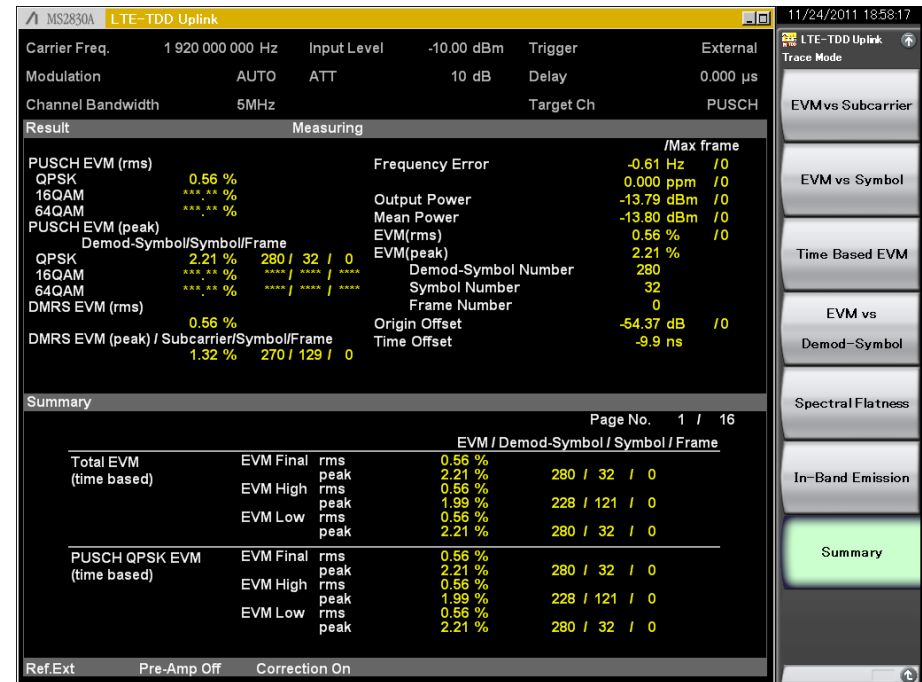 MS2830A LTE-TDD Uplink
11/24/2011 18:58:17
Carrier Freq. 1 920 000 000 Hz Input Level -10.00 dBm Trigger External
Modulation AUTO ATT 10 dB Delay 0.000 µs
Channel Bandwidth 5MHz Target Ch PUSCH
Result Measuring
/Max frame
PUSCH EVM (rms) Frequency Error -0.61 Hz / 0
QPSK 0.56 % 0.000 ppm / 0
16QAM ***.** % Output Power -13.79 dBm / 0
64QAM ***.** % Mean Power -13.80 dBm / 0
PUSCH EVM (peak) EVM(rms) 0.56 % / 0
Demod-Symbol/Symbol/Frame
QPSK 2.21 % 280 / 32 / 0 EVM(peak) 2.21 %
16QAM ***.** % **** / **** / **** Demod-Symbol Number 280
64QAM ***.** % **** / **** / **** Symbol Number 32
DMRS EVM (rms) Frame Number 0
0.56 % Origin Offset -54.37 dB / 0
DMRS EVM (peak) / Subcarrier/Symbol/Frame Time Offset -9.9 ns
1.32 % 270 / 129 / 0
Summary
Page No. 1 / 16
EVM / Demod-Symbol / Symbol / Frame
Total EVM EVM Final rms 0.56 %
(time based) peak 2.21 % 280 / 32 / 0
EVM High rms 0.56 %
peak 1.99 % 228 / 121 / 0
EVM Low rms 0.56 %
peak 2.21 % 280 / 32 / 0
PUSCH QPSK EVM EVM Final rms 0.56 %
(time based) peak 2.21 % 280 / 32 / 0
EVM High rms 0.56 %
peak 1.99 % 228 / 121 / 0
EVM Low rms 0.56 %
peak 2.21 % 280 / 32 / 0
Ref.Ext Pre-Amp Off Correction On
LTE-TDD Uplink
Trace Mode
EVM vs Subcarrier
EVM vs Symbol
Time Based EVM
EVM vs
Demod-Symbol
Spectral Flatness
In-Band Emission
Summary